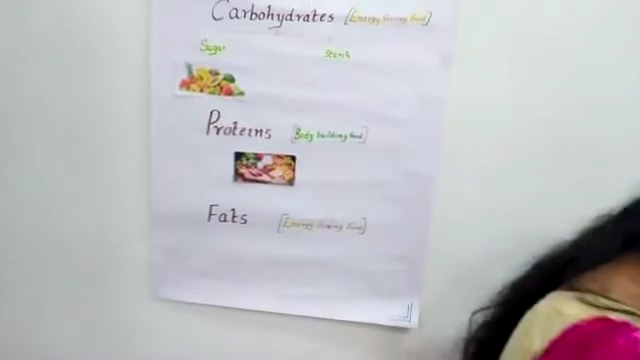 Carbohydrates [Energy Giving Food]
Sugar Starch
Proteins [Body building food]
Fats [Energy Giving Food]